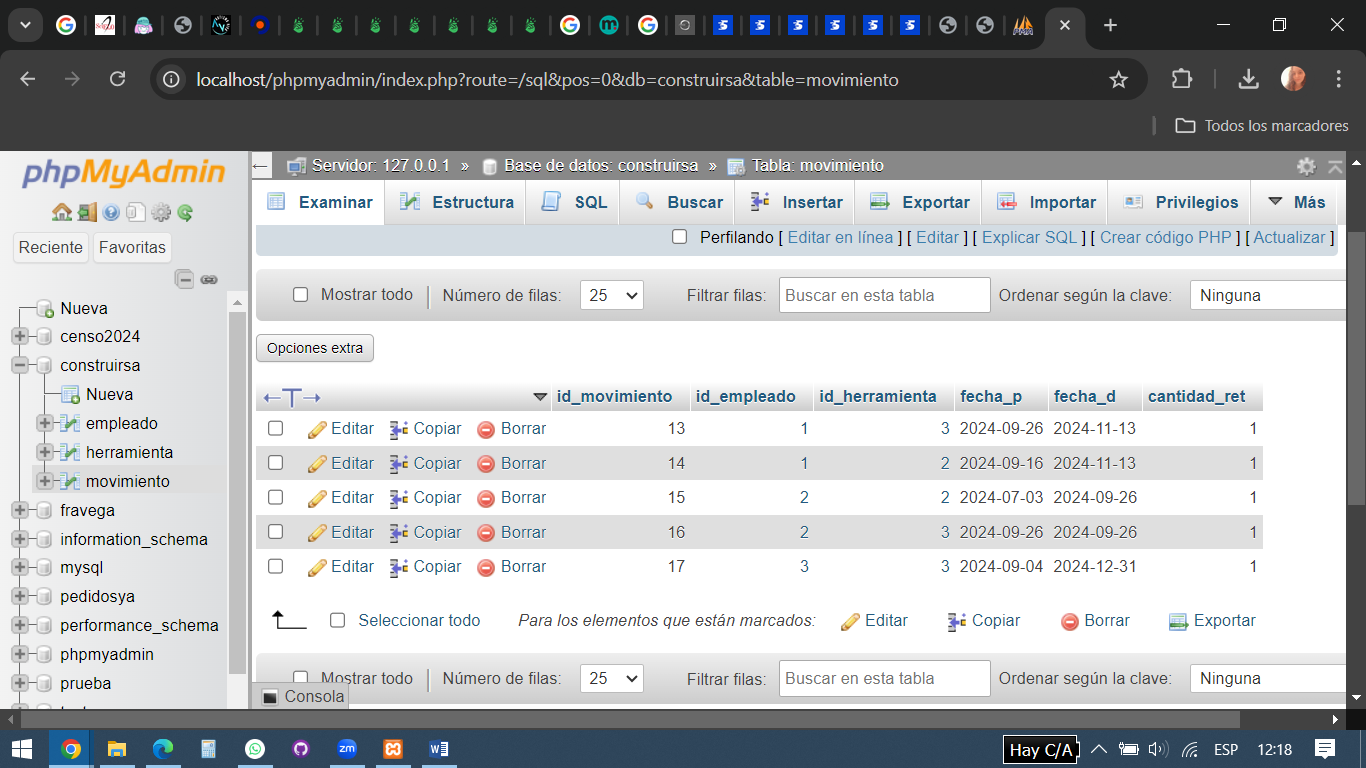 localhost/phpmyadmin/index.php?route=/sql&pos=0&db=construirsa&table=movimiento
Todos los marcadores
phpMyAdmin
Reciente Favoritas
Nueva
censo2024
construirsa
Nueva
empleado
herramienta
movimiento
fravega
information_schema
mysql
pedidosya
performance_schema
phpmyadmin
prueba
Servidor: 127.0.0.1 » Base de datos: construirsa » Tabla: movimiento
Examinar Estructura SQL Buscar Insertar Exportar Importar Privilegios Más
Perfilando [ Editar en línea ] [ Editar ] [ Explicar SQL ] [ Crear código PHP ] [ Actualizar ]
Mostrar todo Número de filas: 25 Filtrar filas: Buscar en esta tabla Ordenar según la clave: Ninguna
Opciones extra
id_movimiento id_empleado id_herramienta fecha_p fecha_d cantidad_ret
Editar Copiar Borrar 13 1 3 2024-09-26 2024-11-13 1
Editar Copiar Borrar 14 1 2 2024-09-16 2024-11-13 1
Editar Copiar Borrar 15 2 2 2024-07-03 2024-09-26 1
Editar Copiar Borrar 16 2 3 2024-09-26 2024-09-26 1
Editar Copiar Borrar 17 3 3 2024-09-04 2024-12-31 1
Seleccionar todo Para los elementos que están marcados: Editar Copiar Borrar Exportar
Mostrar todo Número de filas: 25 Filtrar filas: Buscar en esta tabla Ordenar según la clave: Ninguna
Consola
Hay C/A ESP 12:18